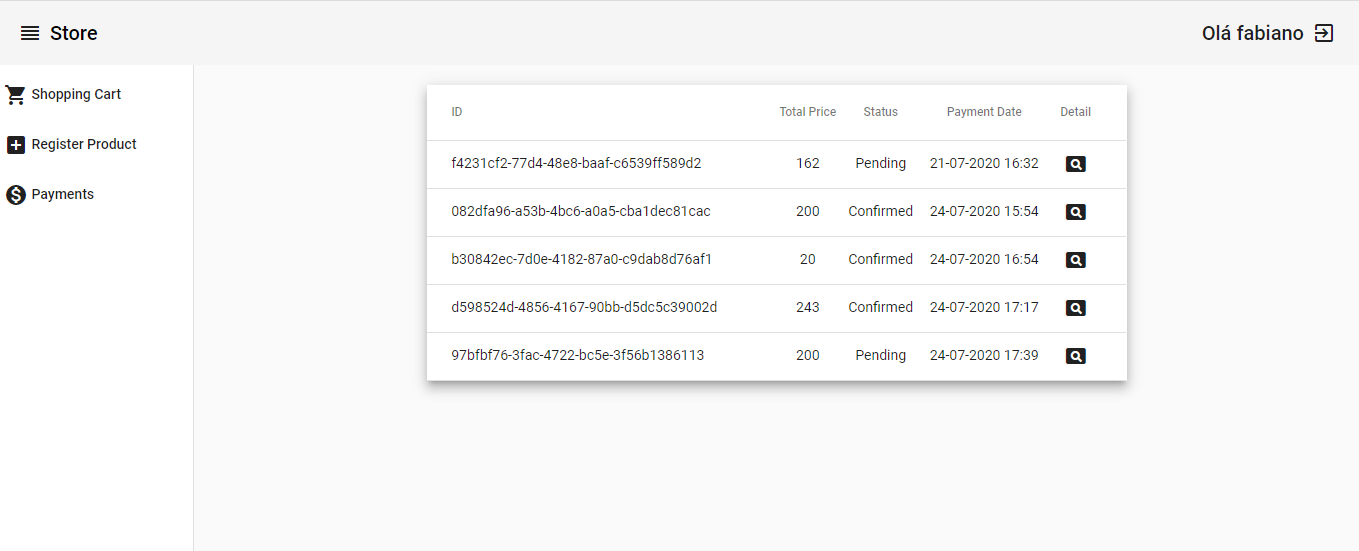 Store
Olá fabiano
Shopping Cart
Register Product
Payments
ID Total Price Status Payment Date Detail
f4231cf2-77d4-48e8-baaf-c6539ff589d2 162 Pending 21-07-2020 16:32
082dfa96-a53b-4bc6-a0a5-cba1dec81cac 200 Confirmed 24-07-2020 15:54
b30842ec-7d0e-4182-87a0-c9dab8d76af1 20 Confirmed 24-07-2020 16:54
d598524d-4856-4167-90bb-d5dc5c39002d 243 Confirmed 24-07-2020 17:17
97bfbf76-3fac-4722-bc5e-3f56b1386113 200 Pending 24-07-2020 17:39